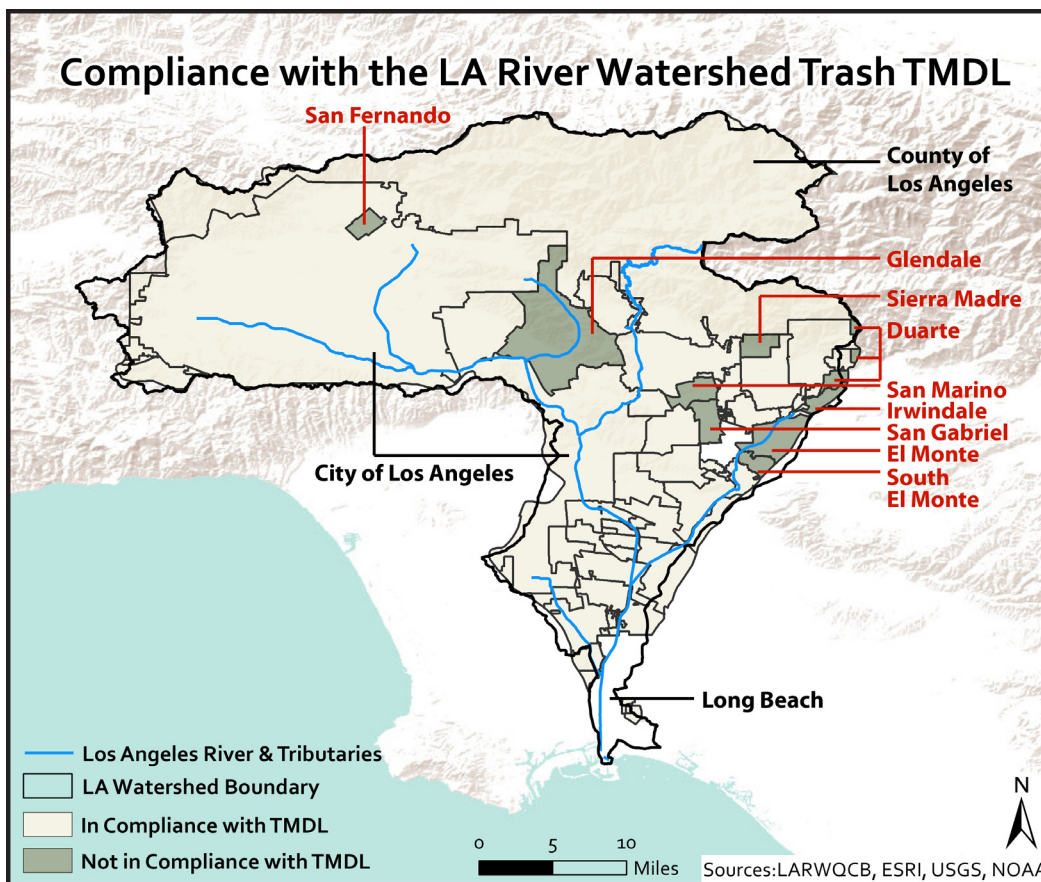 Compliance with the LA River Watershed Trash TMDL
San Fernando
County of
Los Angeles
Glendale
Sierra Madre
Duarte
San Marino
Irwindale
San Gabriel
El Monte
South
El Monte
City of Los Angeles
Long Beach
Los Angeles River & Tributaries
LA Watershed Boundary
In Compliance with TMDL
Not in Compliance with TMDL
0 5 10
Miles
N
Sources:LARWQCB, ESRI, USGS, NOAA